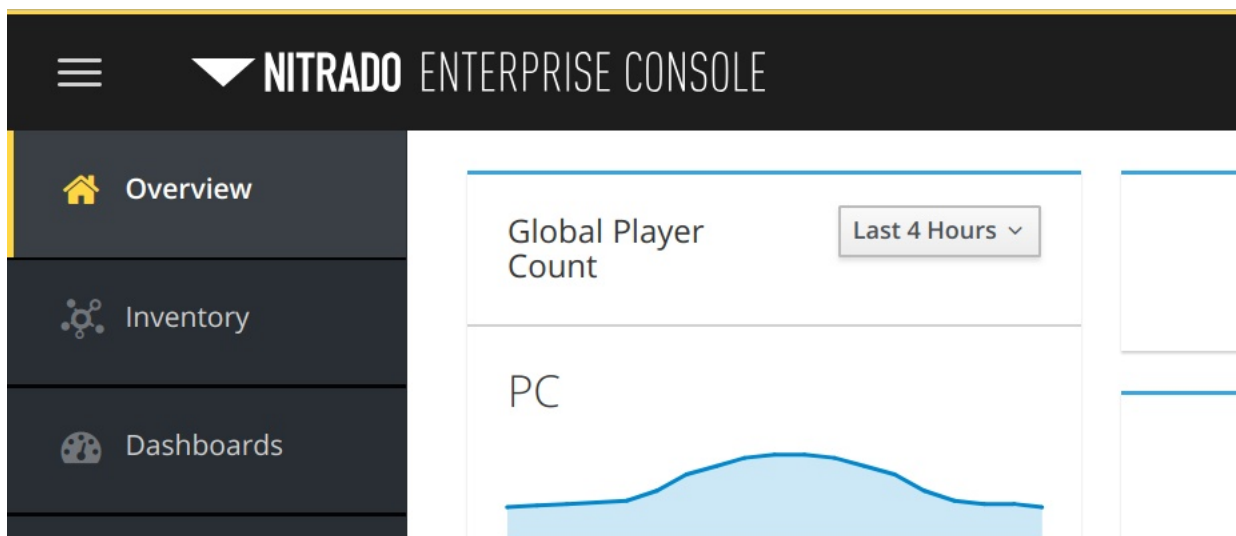 NITRADO ENTERPRISE CONSOLE
Overview
Inventory
Dashboards
Global Player
Count
Last 4 Hours
PC